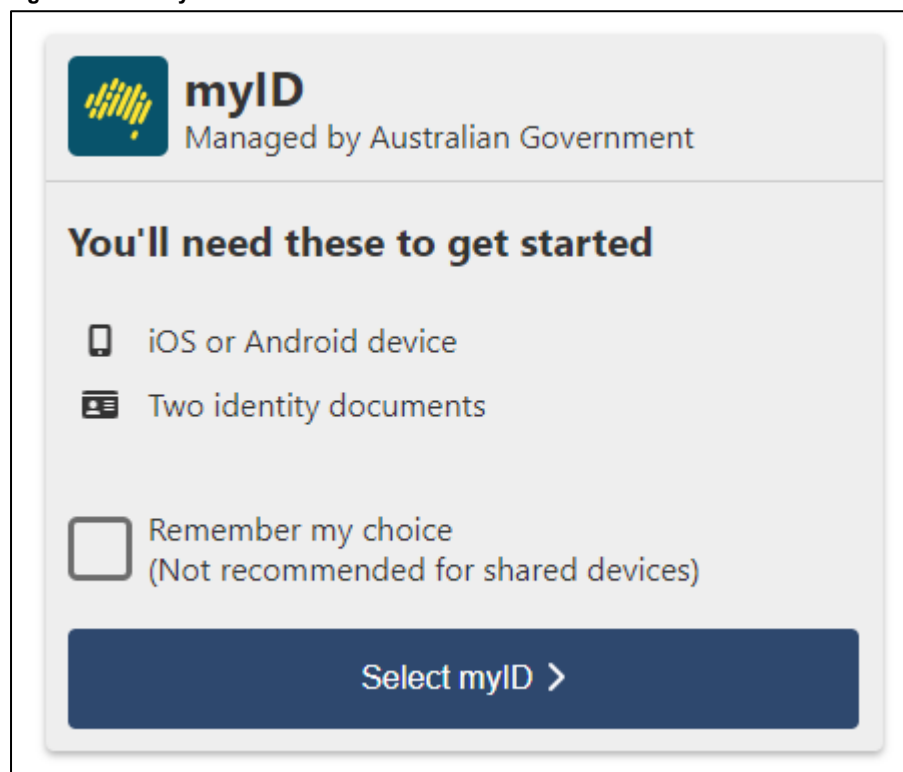 myID
Managed by Australian Government
You'll need these to get started
iOS or Android device
Two identity documents
Remember my choice
(Not recommended for shared devices)
Select myID >